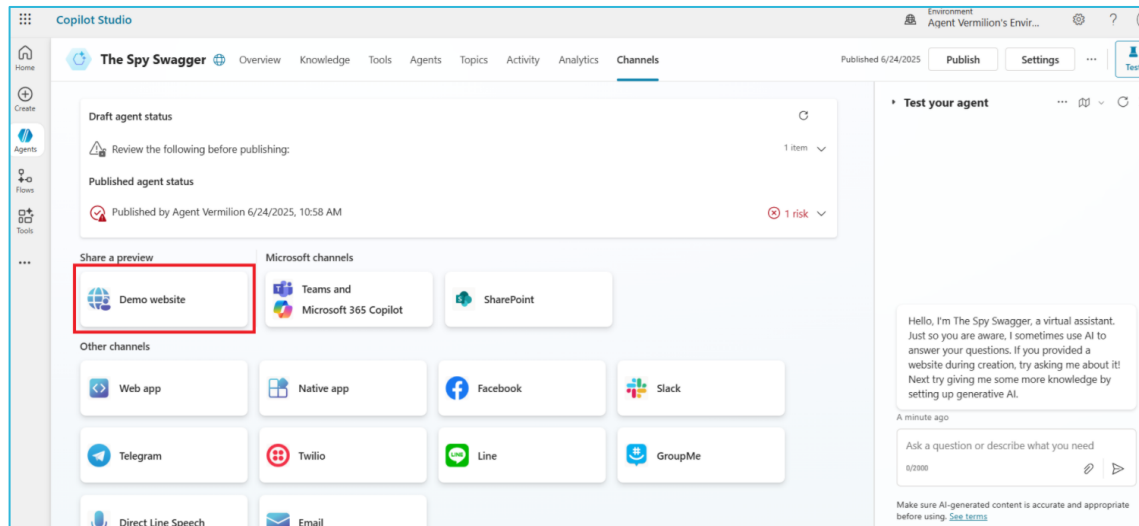 Copilot Studio
Environment
Agent Vermilion's Envir...
Home
Create
Agents
Flows
Tools
The Spy Swagger
Overview
Knowledge
Tools
Agents
Topics
Activity
Analytics
Channels
Published 6/24/2025
Publish
Settings
Test
Draft agent status
Review the following before publishing:
1 item
Published agent status
Published by Agent Vermilion 6/24/2025, 10:58 AM
1 risk
Share a preview
Microsoft channels
Demo website
Teams and
Microsoft 365 Copilot
SharePoint
Other channels
Web app
Native app
Facebook
Slack
Telegram
Twilio
LINE
Line
GroupMe
Direct Line Speech
Email
Test your agent
Hello, I'm The Spy Swagger, a virtual assistant.
Just so you are aware, I sometimes use AI to
answer your questions. If you provided a
website during creation, try asking me about it!
Next try giving me some more knowledge by
setting up generative AI.
A minute ago
Ask a question or describe what you need
0/2000
Make sure AI-generated content is accurate and appropriate
before using. See terms